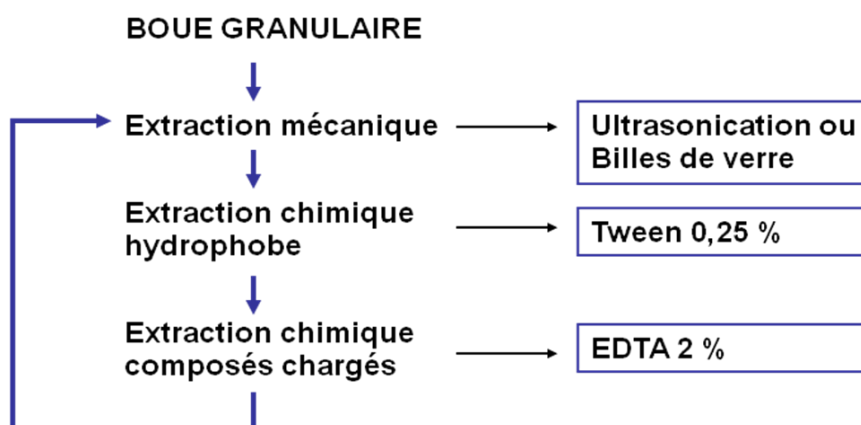 BOUE GRANULAIRE
Extraction mécanique
Ultrasonication ou
Billes de verre
Extraction chimique
hydrophobe
Tween 0,25 %
Extraction chimique
composés chargés
EDTA 2 %